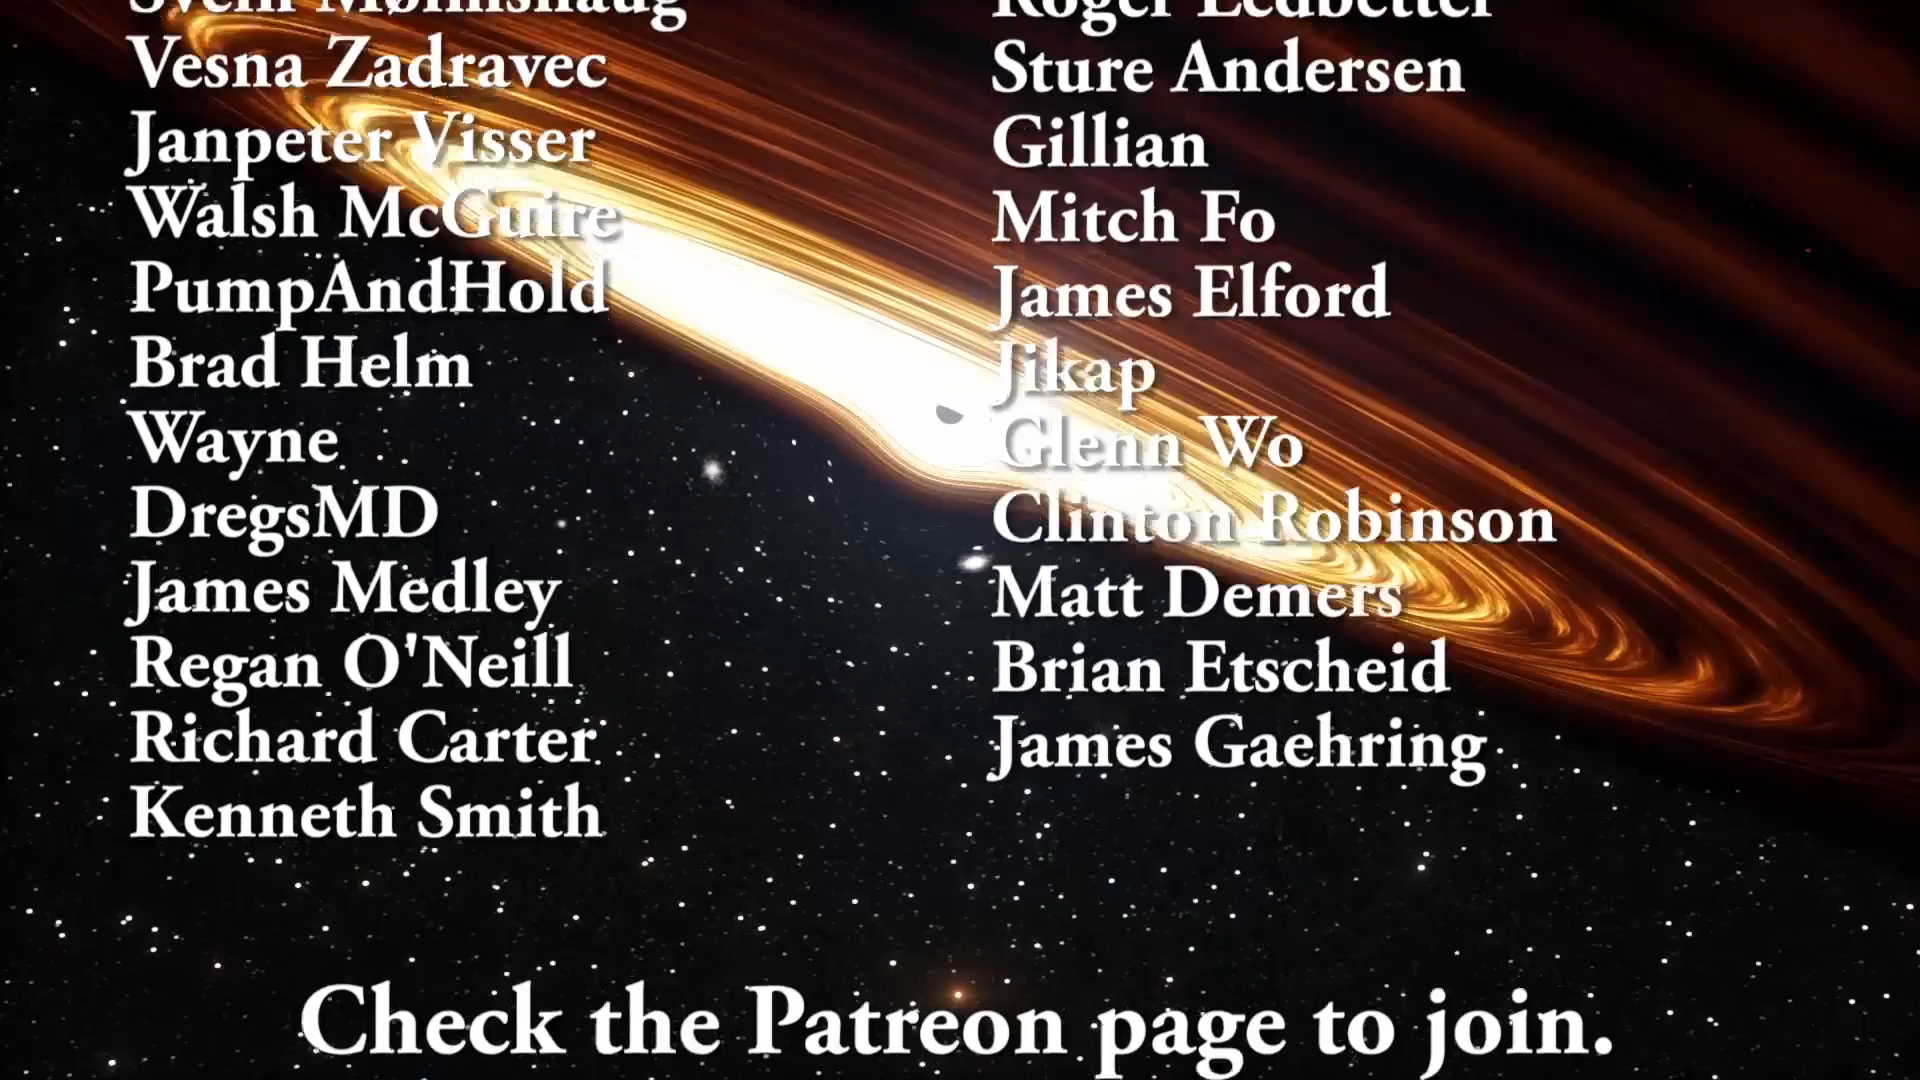 Vesna Zadravec
Janpeter Visser
Walsh McGuire
PumpAndHold
Brad Helm
Wayne
DregsMD
James Medley
Regan O'Neill
Richard Carter
Kenneth Smith
Roger Ledbetter
Sture Andersen
Gillian
Mitch Fo
James Elford
Jikap
Glenn Wo
Clinton Robinson
Matt Demers
Brian Etscheid
James Gaehring
Check the Patreon page to join.